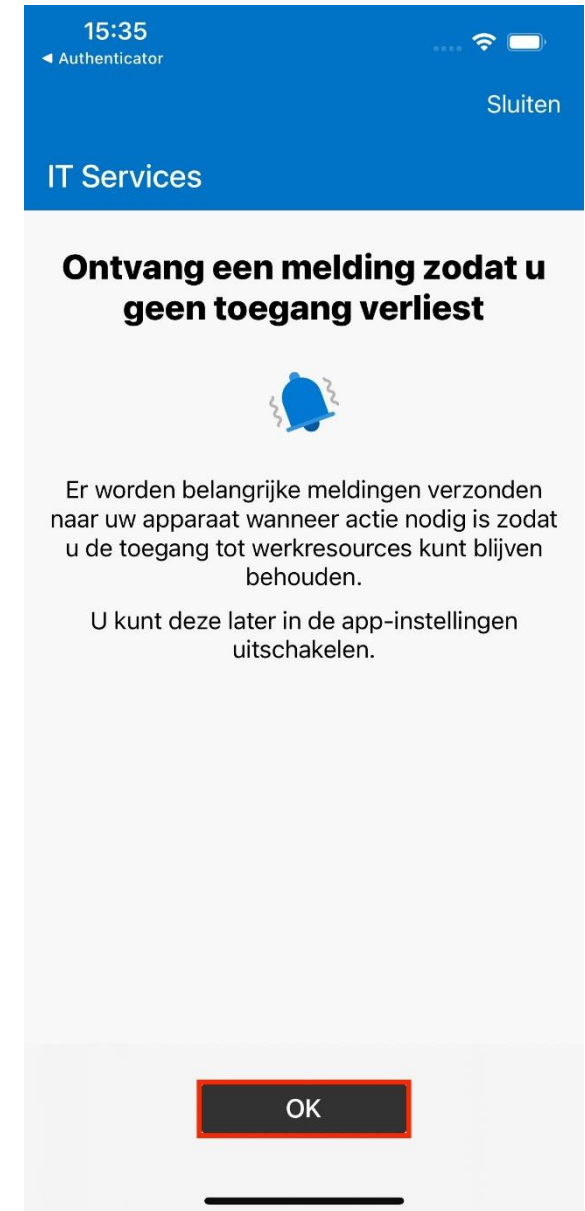 15:35
◀ Authenticator
Sluiten
IT Services
Ontvang een melding zodat u
geen toegang verliest
Er worden belangrijke meldingen verzonden
naar uw apparaat wanneer actie nodig is zodat
u de toegang tot werkresources kunt blijven
behouden.
U kunt deze later in de app-instellingen
uitschakelen.
OK